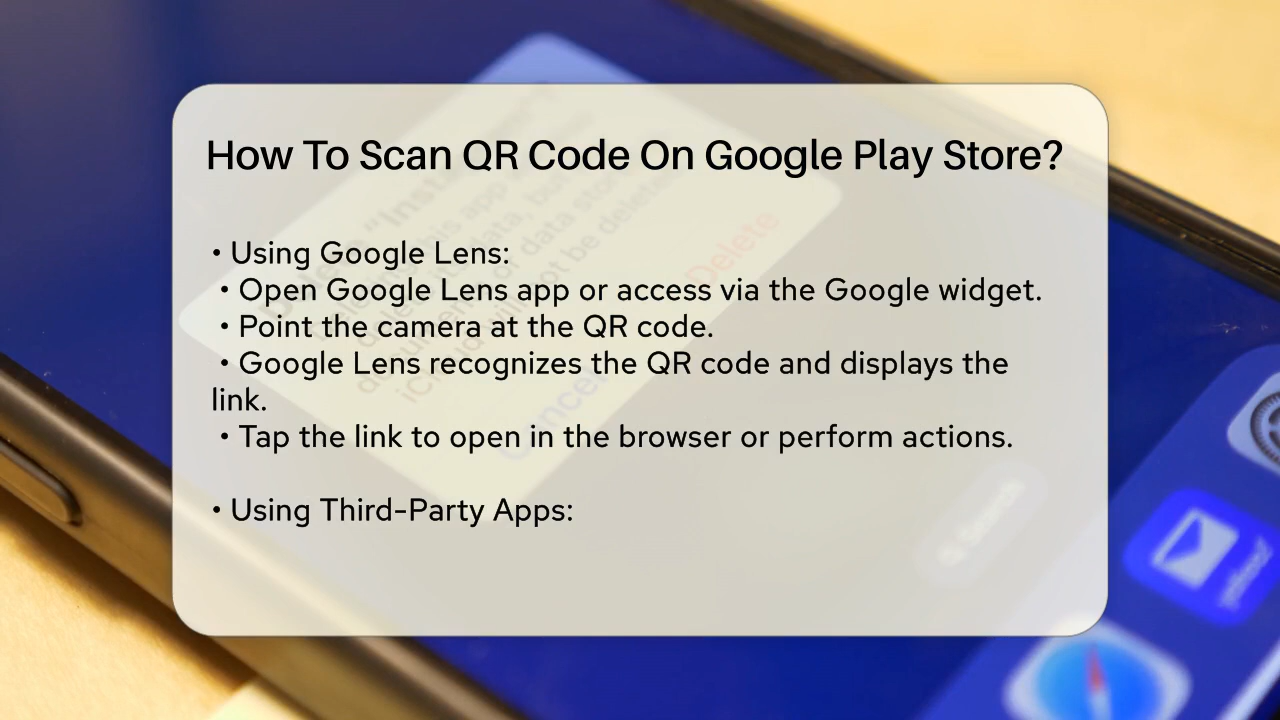 How To Scan QR Code On Google Play Store?
• Using Google Lens:
• Open Google Lens app or access via the Google widget.
• Point the camera at the QR code.
• Google Lens recognizes the QR code and displays the
link.
• Tap the link to open in the browser or perform actions.
• Using Third-Party Apps:
Delete